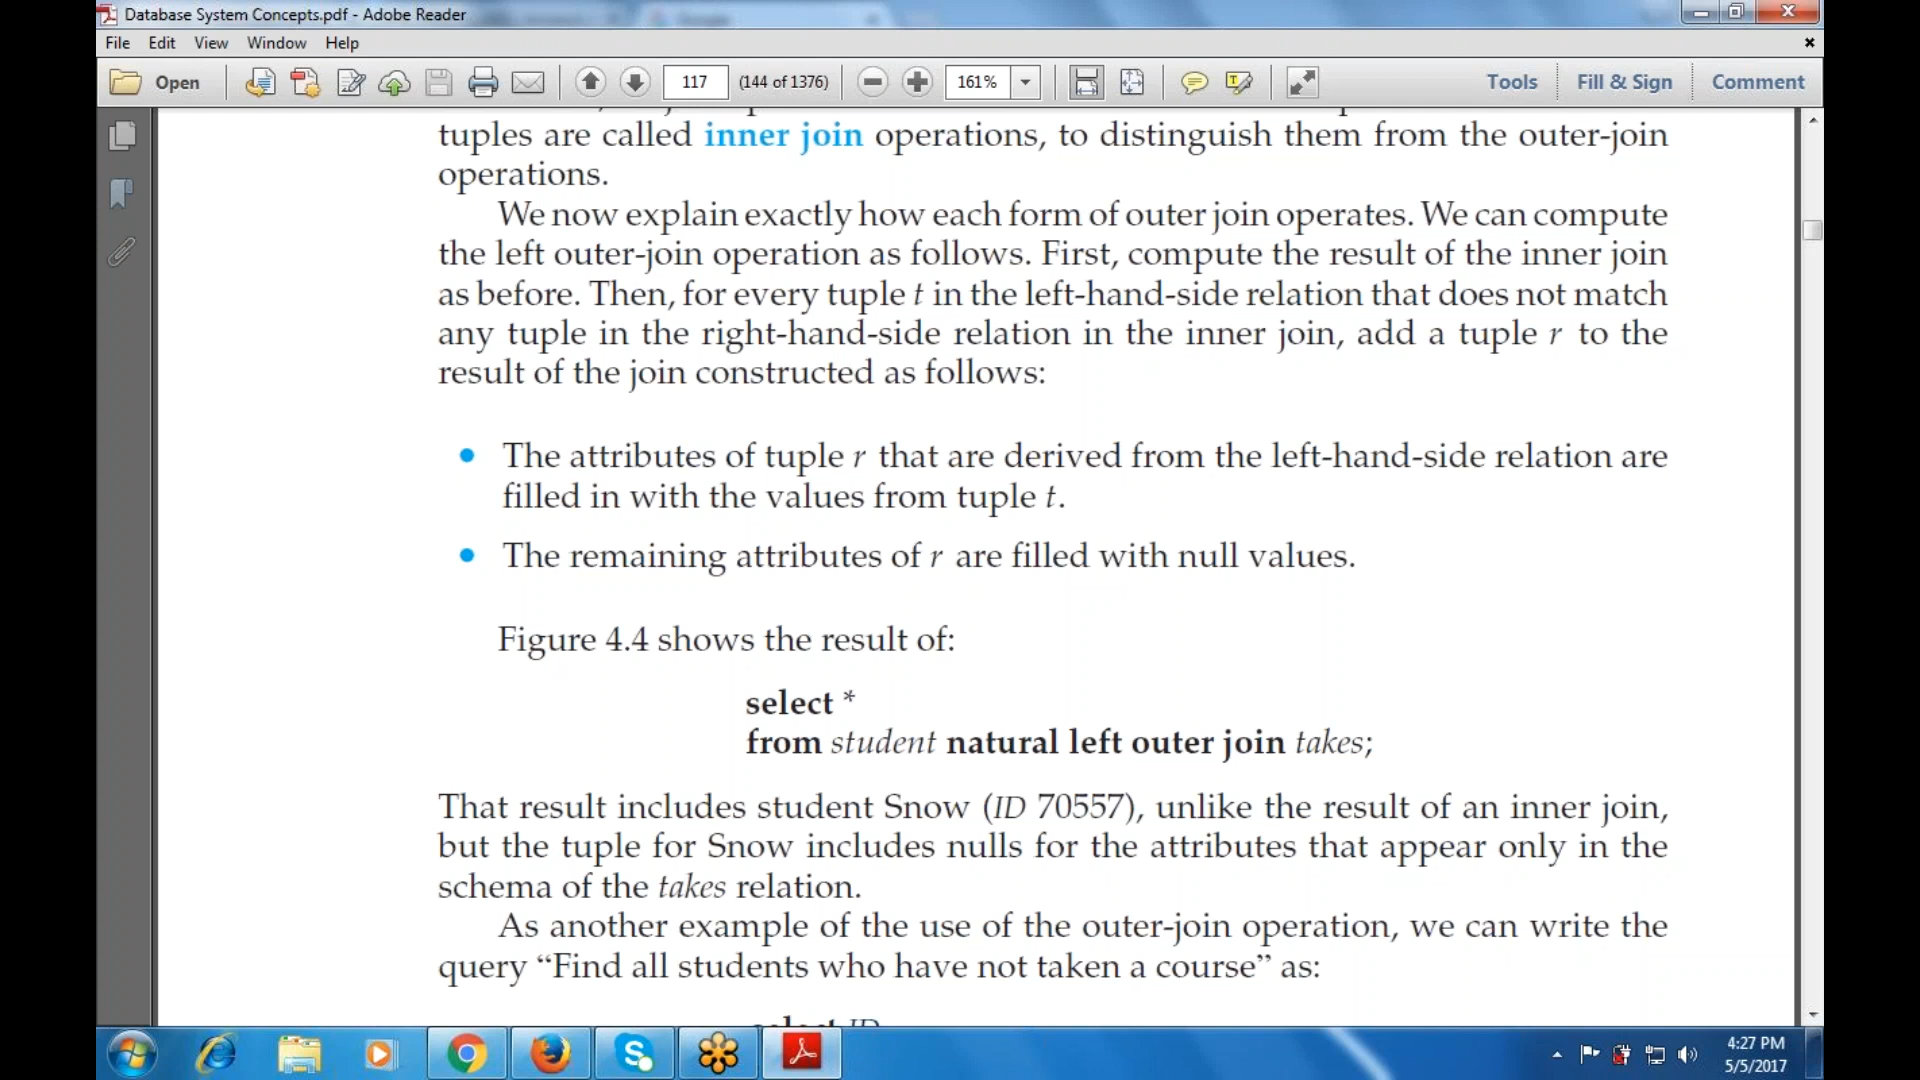 Database System Concepts.pdf - Adobe Reader
File Edit View Window Help
Open 117 (144 of 1376) 161% Tools Fill & Sign Comment
tuples are called inner join operations, to distinguish them from the outer-join
operations.
We now explain exactly how each form of outer join operates. We can compute
the left outer-join operation as follows. First, compute the result of the inner join
as before. Then, for every tuple t in the left-hand-side relation that does not match
any tuple in the right-hand-side relation in the inner join, add a tuple r to the
result of the join constructed as follows:
• The attributes of tuple r that are derived from the left-hand-side relation are
filled in with the values from tuple t.
• The remaining attributes of r are filled with null values.
Figure 4.4 shows the result of:
select *
from student natural left outer join takes;
That result includes student Snow (ID 70557), unlike the result of an inner join,
but the tuple for Snow includes nulls for the attributes that appear only in the
schema of the takes relation.
As another example of the use of the outer-join operation, we can write the
query “Find all students who have not taken a course” as:
select ID
4:27 PM
5/5/2017